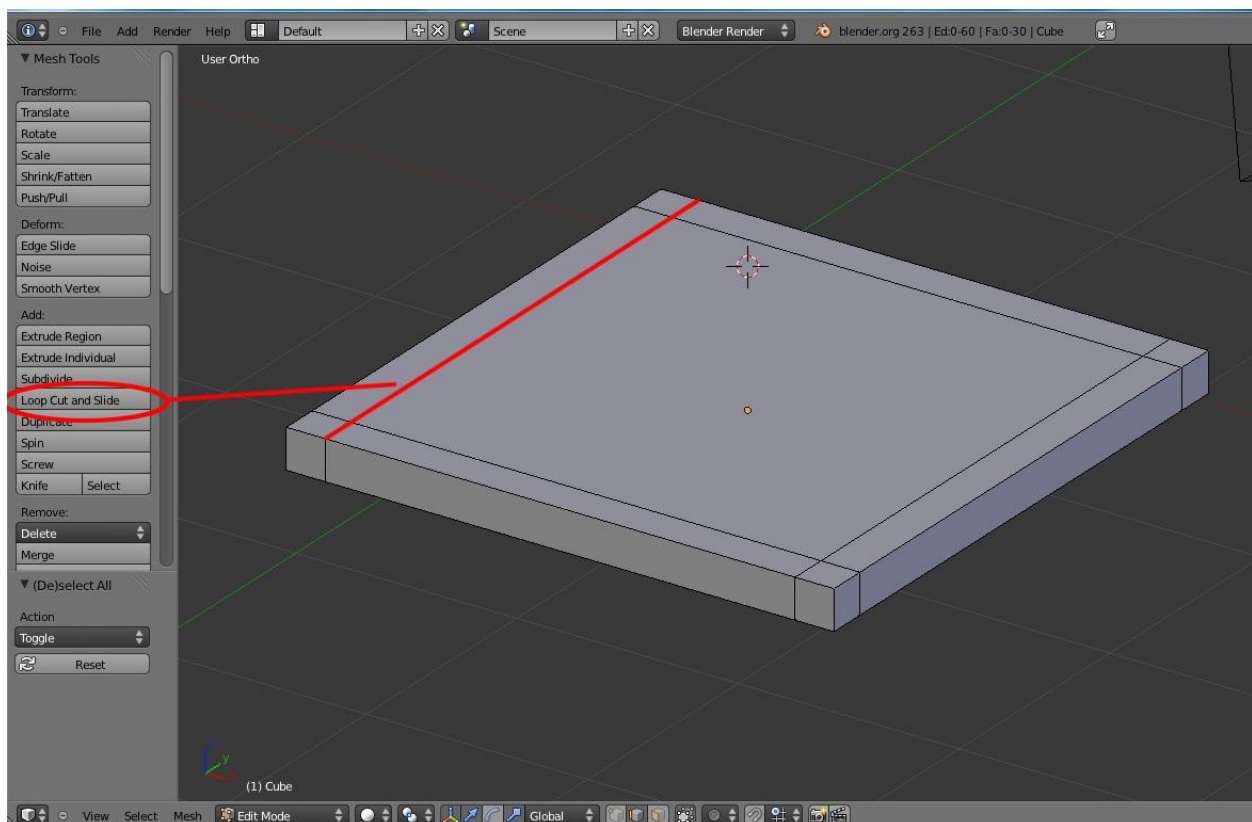 File Add Render Help Default Scene Blender Render blender.org 263 | Ed:0-60 | Fa:0-30 | Cube
Mesh Tools
User Ortho
Transform:
Translate
Rotate
Scale
Shrink/Fatten
Push/Pull
Deform:
Edge Slide
Noise
Smooth Vertex
Add:
Extrude Region
Extrude Individual
Subdivide
Loop Cut and Slide
Duplicate
Spin
Screw
Knife Select
Remove:
Delete
Merge
(De)select All
Action
Toggle
Reset
y
(1) Cube
View Select Mesh Edit Mode Global